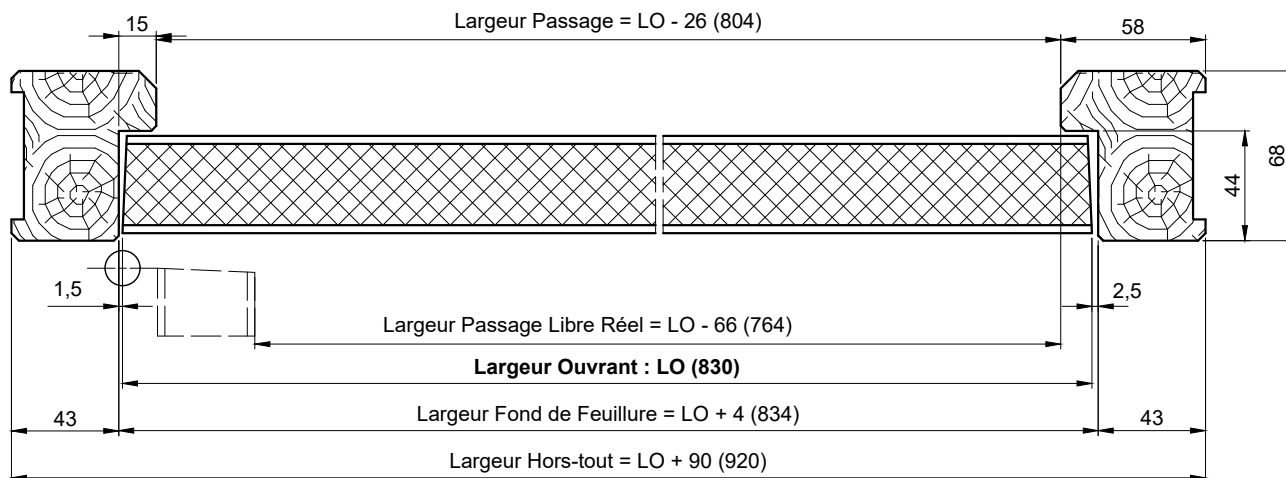 15
Largeur Passage = LO - 26 (804)
58
68
44
1,5
2,5
Largeur Passage Libre Réel = LO - 66 (764)
Largeur Ouvrant : LO (830)
43
Largeur Fond de Feuillure = LO + 4 (834)
43
Largeur Hors-tout = LO + 90 (920)